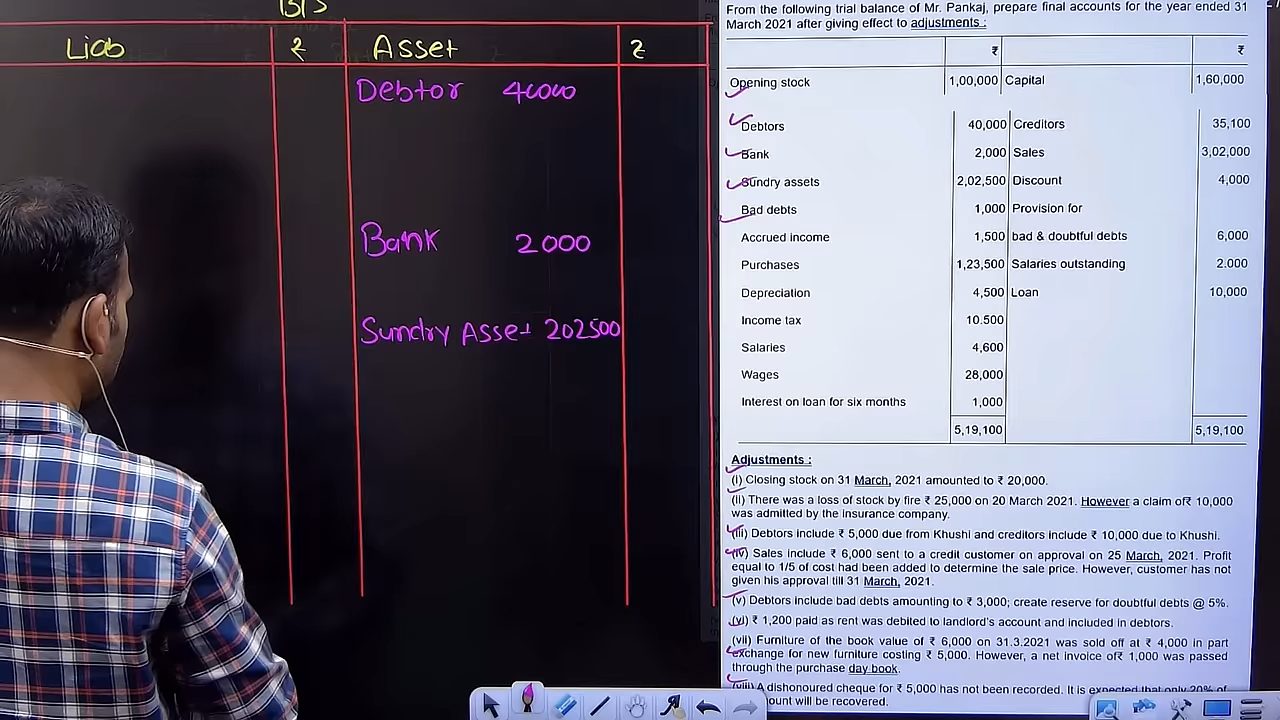 B/S
Liab ₹ Asset ₹
Debtor 40000
Bank 2000
Sundry Asset 202500
From the following trial balance of Mr. Pankaj, prepare final accounts for the year ended 31
March 2021 after giving effect to adjustments :
₹ ₹
Opening stock 1,00,000 Capital 1,60,000
Debtors 40,000 Creditors 35,100
Bank 2,000 Sales 3,02,000
Sundry assets 2,02,500 Discount 4,000
Bad debts 1,000 Provision for
Accrued income 1,500 bad & doubtful debts 6,000
Purchases 1,23,500 Salaries outstanding 2.000
Depreciation 4,500 Loan 10,000
Income tax 10.500
Salaries 4,600
Wages 28,000
Interest on loan for six months 1,000
5,19,100 5,19,100
Adjustments :
(i) Closing stock on 31 March, 2021 amounted to ₹ 20,000.
(ii) There was a loss of stock by fire ₹ 25,000 on 20 March 2021. However a claim of₹ 10,000
was admitted by the insurance company.
(iii) Debtors include ₹ 5,000 due from Khushi and creditors include ₹ 10,000 due to Khushi.
(iv) Sales include ₹ 6,000 sent to a credit customer on approval on 25 March, 2021. Profit
equal to 1/5 of cost had been added to determine the sale price. However, customer has not
given his approval till 31 March, 2021.
(v) Debtors include bad debts amounting to ₹ 3,000; create reserve for doubtful debts @ 5%.
(vi) ₹ 1,200 paid as rent was debited to landlord's account and included in debtors.
(vii) Furniture of the book value of ₹ 6,000 on 31.3.2021 was sold off at ₹ 4,000 in part
exchange for new furniture costing ₹ 5,000. However, a net invoice of₹ 1,000 was passed
through the purchase day book.
(viii) A dishonoured cheque for ₹ 5,000 has not been recorded. It is expected that only 20% of
ount will be recovered.